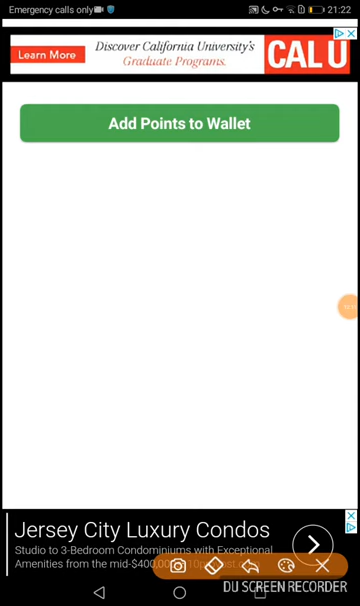 Emergency calls only
21:22
Learn More
Discover California University's
Graduate Programs.
CAL U
Add Points to Wallet
Jersey City Luxury Condos
Studio to 3-Bedroom Condominiums with Exceptional
Amenities from the mid-$400,00
DU SCREEN RECORDER